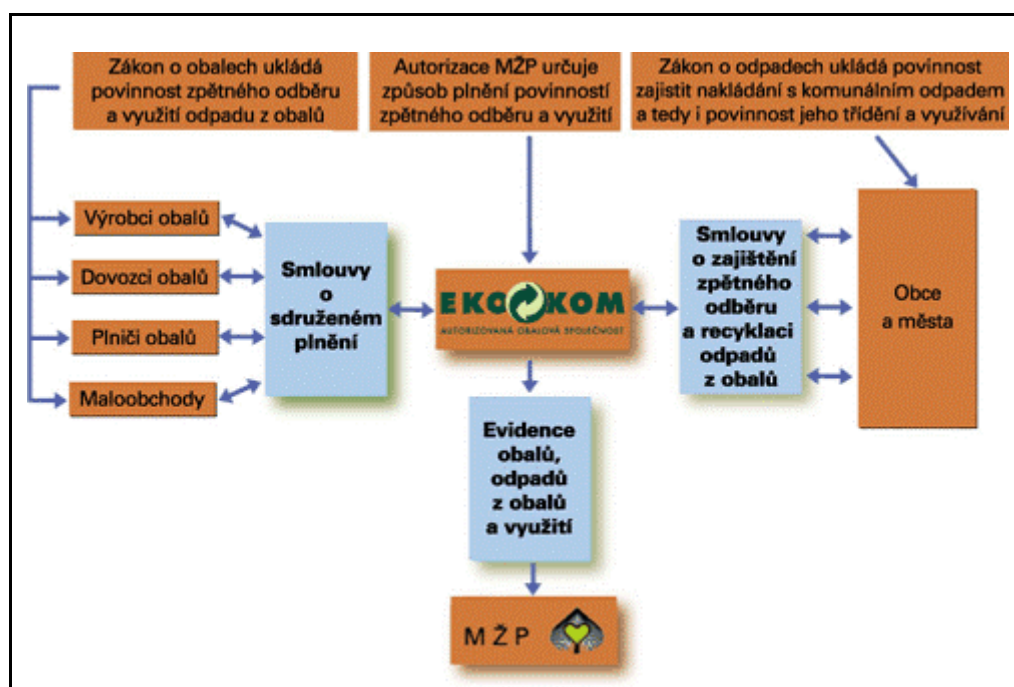 Zákon o obalech ukládá
povinnost zpětného odběru
a využití odpadu z obalů
Autorizace MŽP určuje
způsob plnění povinností
zpětného odběru a využití
Zákon o odpadech ukládá povinnost
zajistit nakládání s komunálním odpadem
a tedy i povinnost jeho třídění a využívání
Výrobci obalů
Dovozci obalů
Plniči obalů
Maloobchody
Smlouvy
o
sdruženém
plnění
EKO KOM
AUTORIZOVANÁ OBALOVÁ SPOLEČNOST
Smlouvy
o zajištění
zpětného
odběru
a recyklaci
odpadů
z obalů
Obce
a města
Evidence
obalů,
odpadů
z obalů
a využití
MŽP